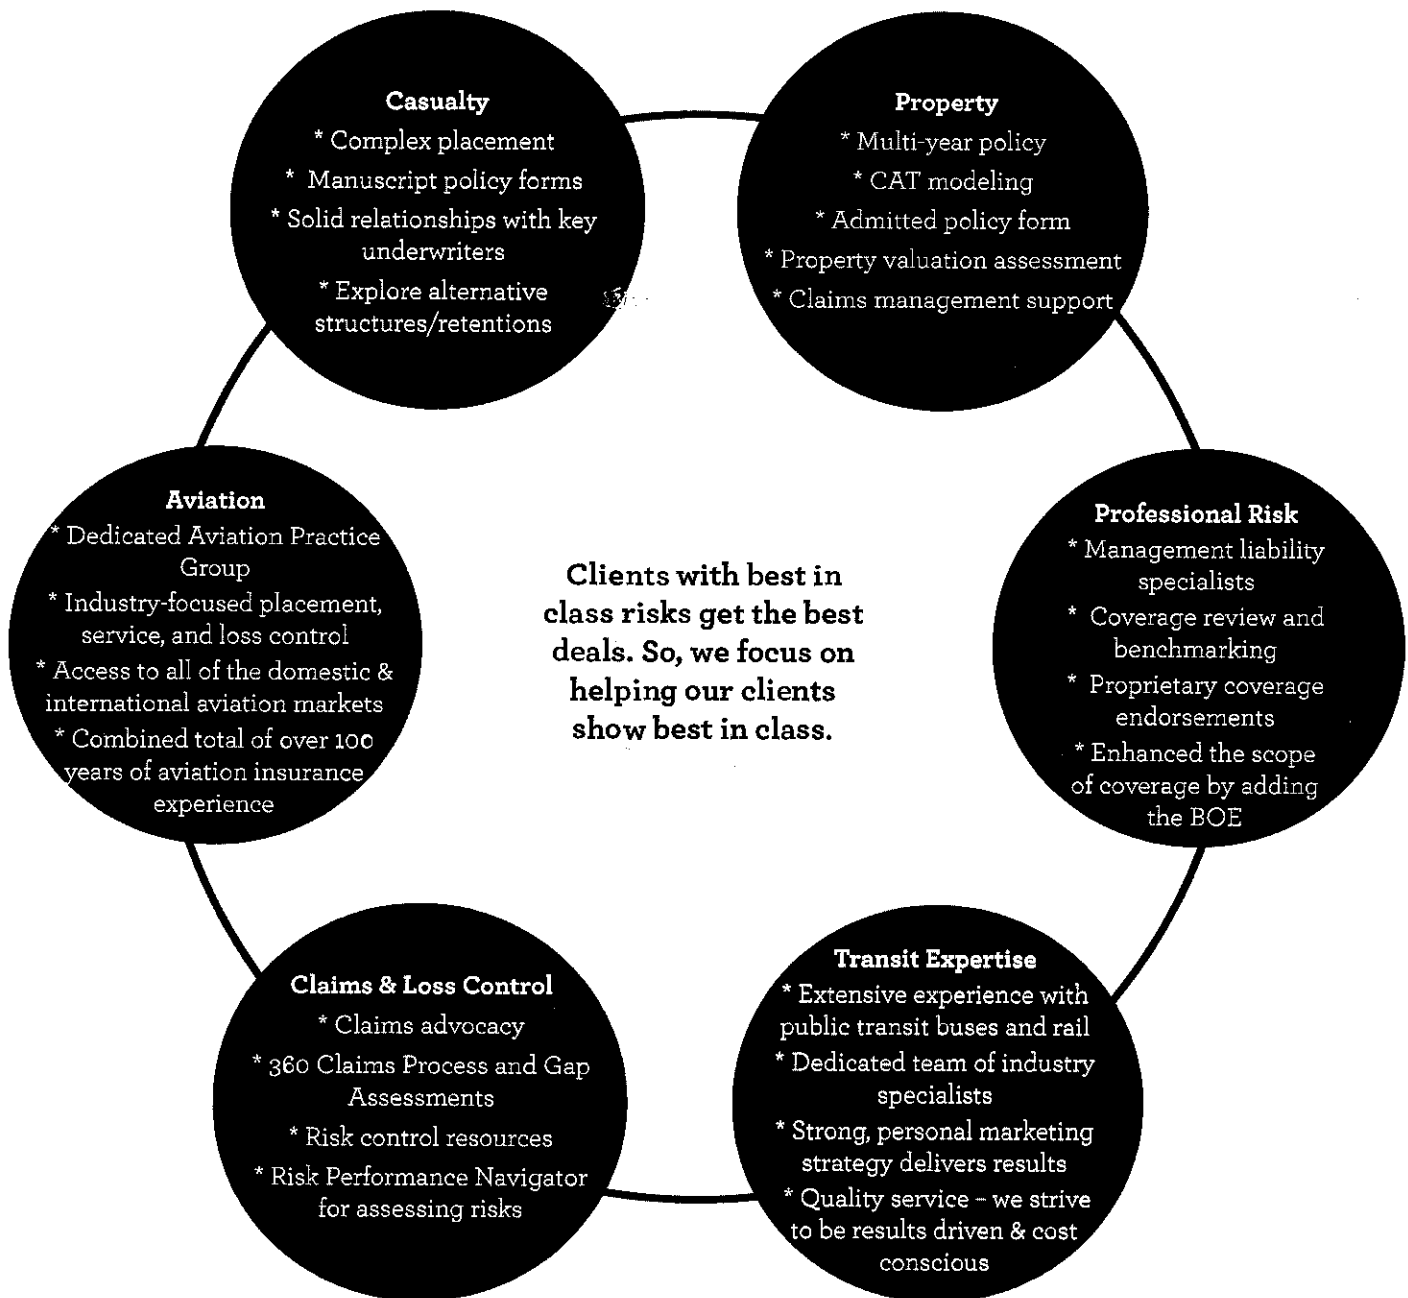 Casualty
* Complex placement
* Manuscript policy forms
* Solid relationships with key
underwriters
* Explore alternative
structures/retentions
Property
* Multi-year policy
* CAT modeling
* Admitted policy form
* Property valuation assessment
* Claims management support
Aviation
* Dedicated Aviation Practice
Group
* Industry-focused placement,
service, and loss control
* Access to all of the domestic &
international aviation markets
* Combined total of over 100
years of aviation insurance
experience
Clients with best in
class risks get the best
deals. So, we focus on
helping our clients
show best in class.
Professional Risk
* Management liability
specialists
* Coverage review and
benchmarking
* Proprietary coverage
endorsements
* Enhanced the scope
of coverage by adding
the BOE
Claims & Loss Control
* Claims advocacy
* 360 Claims Process and Gap
Assessments
* Risk control resources
* Risk Performance Navigator
for assessing risks
Transit Expertise
* Extensive experience with
public transit buses and rail
* Dedicated team of industry
specialists
* Strong, personal marketing
strategy delivers results
* Quality service – we strive
to be results driven & cost
conscious